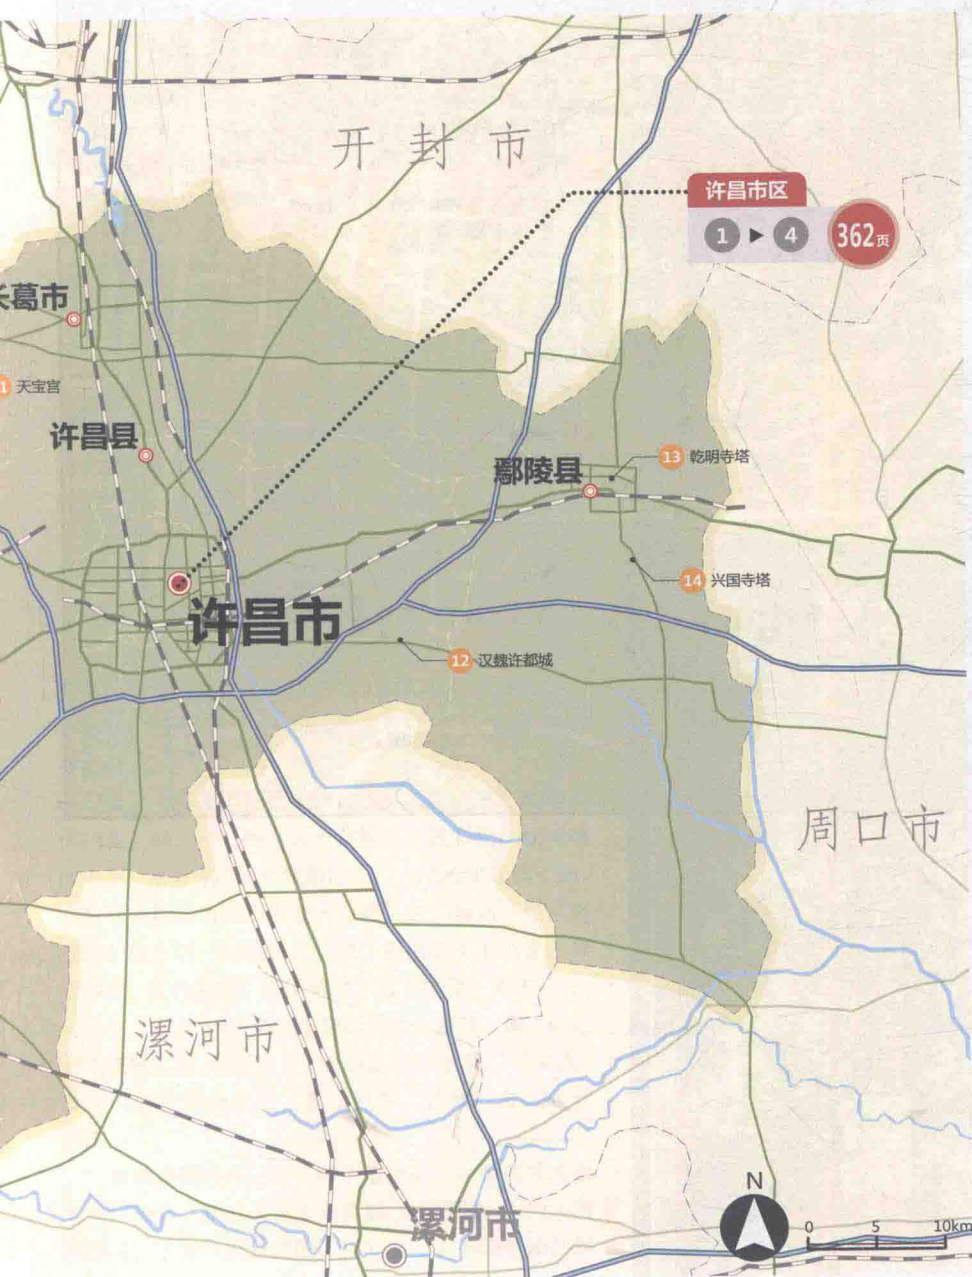 开封市
许昌市区
1 ▶ 4
362页
长葛市
天宝宫
许昌县
鄢陵县
13 乾明寺塔
14 兴国寺塔
许昌市
12 汉魏许都城
周口市
漯河市
漯河市
N
0 5 10km